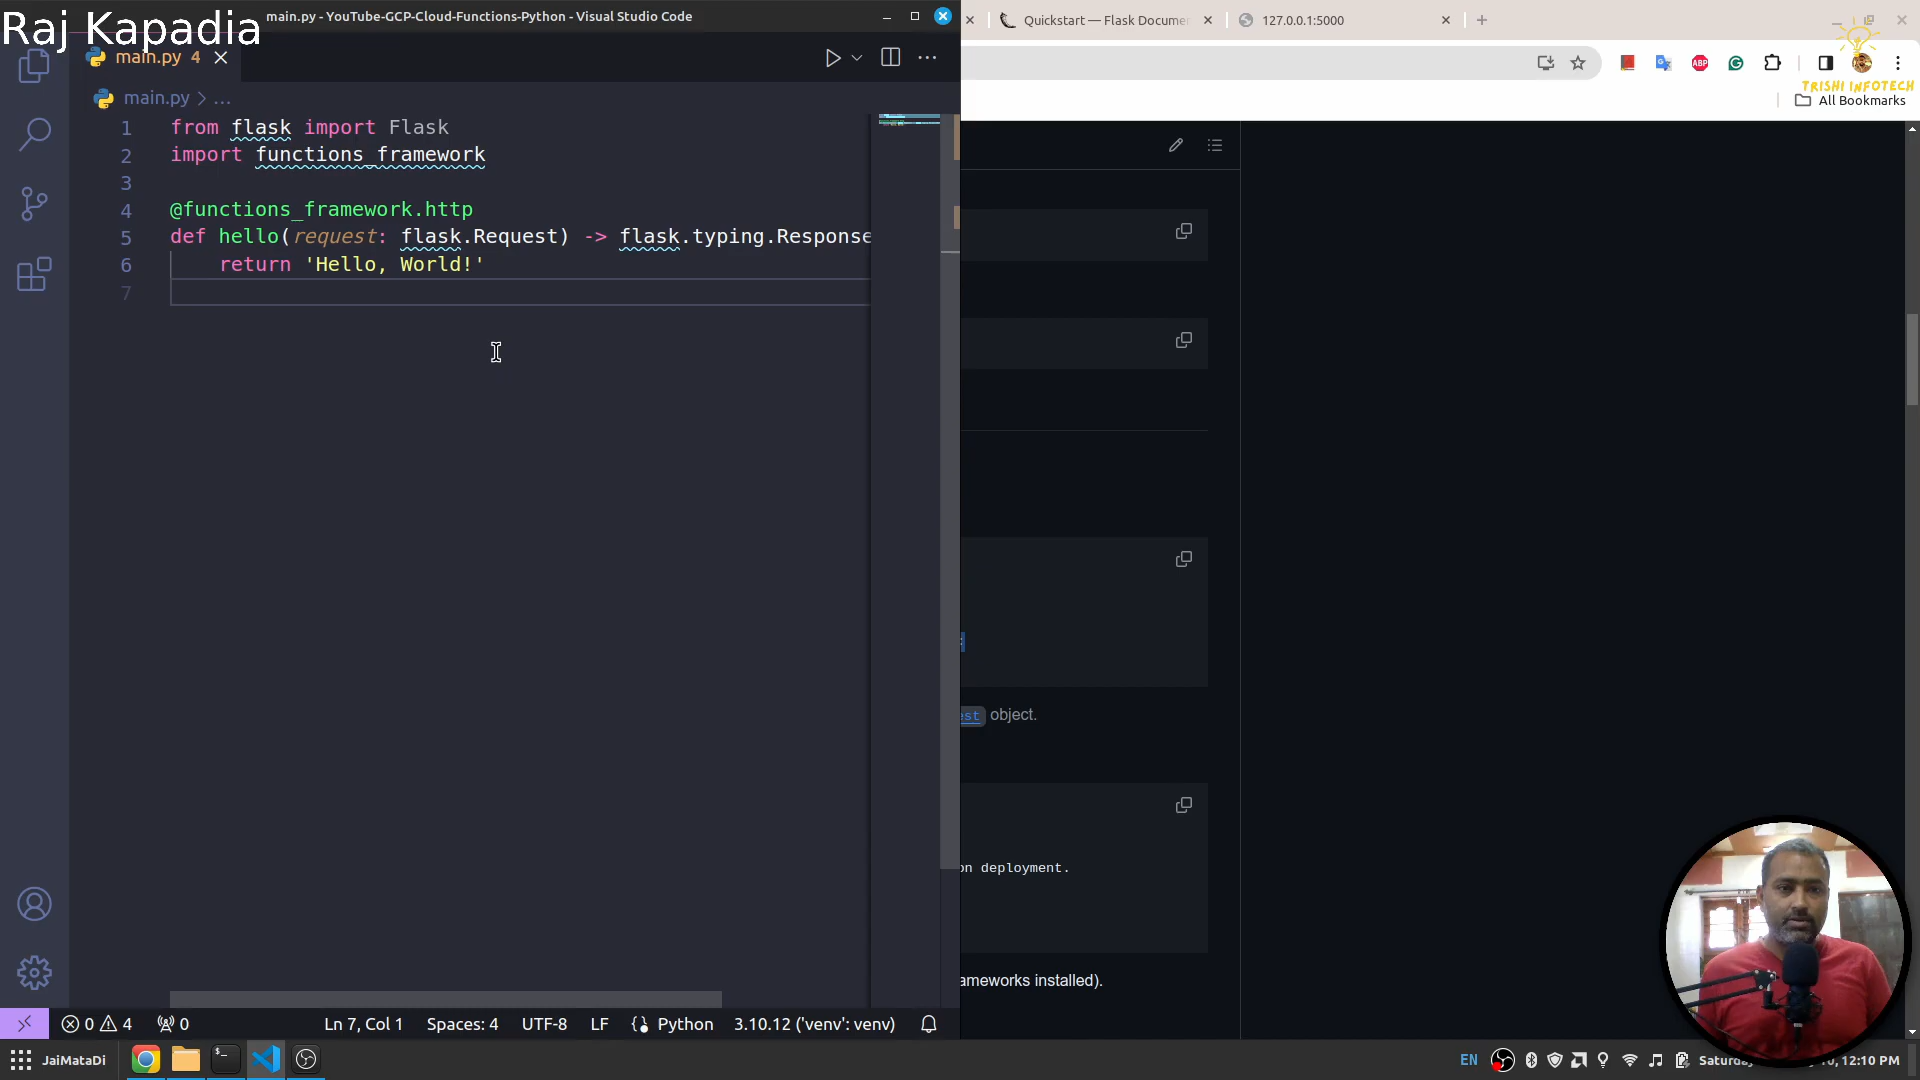 Raj Kapadia
main.py - YouTube-GCP-Cloud-Functions-Python - Visual Studio Code
main.py 4
main.py > ...
1 from flask import Flask
2 import functions_framework
3
4 @functions_framework.http
5 def hello(request: flask.Request) -> flask.typing.Response
6 return 'Hello, World!'
7
0 4 0
Ln 7, Col 1 Spaces: 4 UTF-8 LF Python 3.10.12 ('venv': venv)
Quickstart — Flask Docume
127.0.0.1:5000
ABP
TRISHI INFOTECH
All Bookmarks
est object.
on deployment.
ameworks installed).
JaiMataDi
EN
12:10 PM